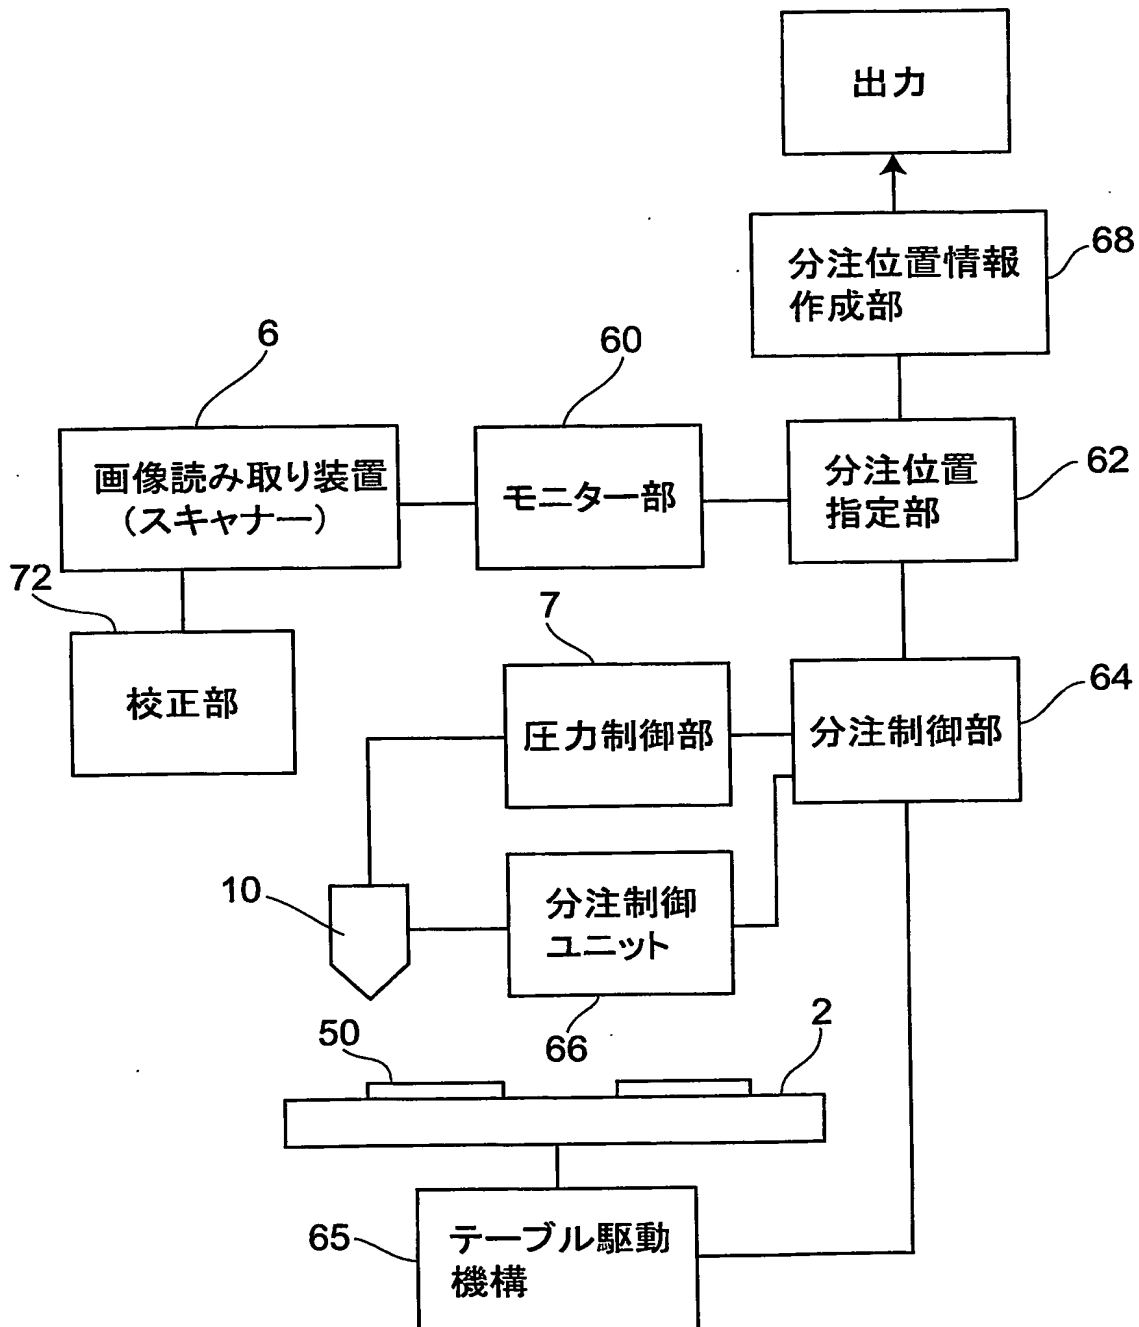 出力
68
分注位置情報
作成部
6
60
画像読み取り装置
(スキャナー)
モニター部
62
分注位置
指定部
72
校正部
7
圧力制御部
64
分注制御部
10
分注制御
ユニット
66
50
2
65
テーブル駆動
機構